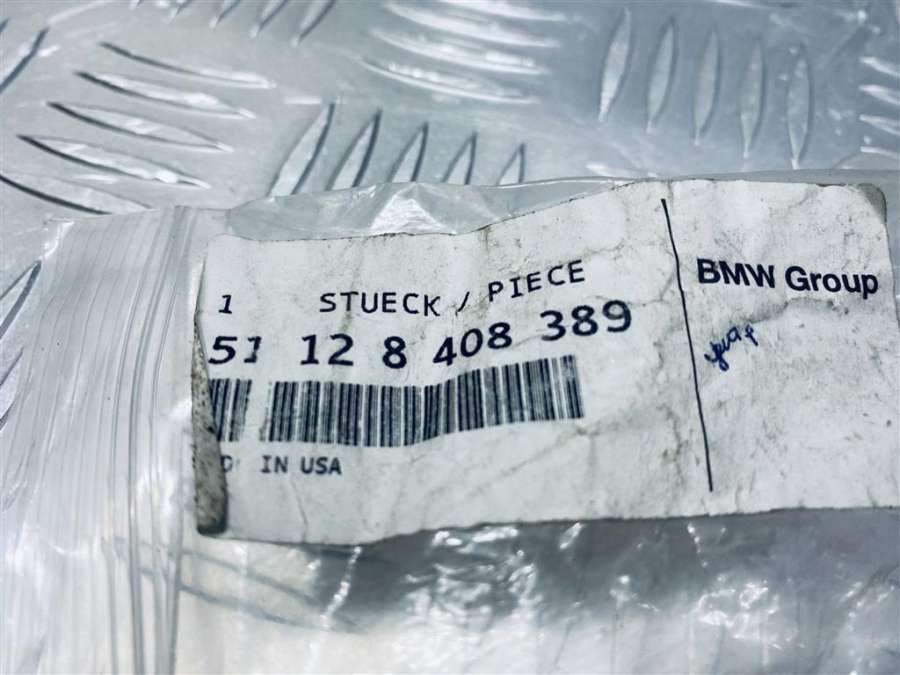 1 STUECK / PIECE
51 12 8 408 389
IN USA
BMW Group